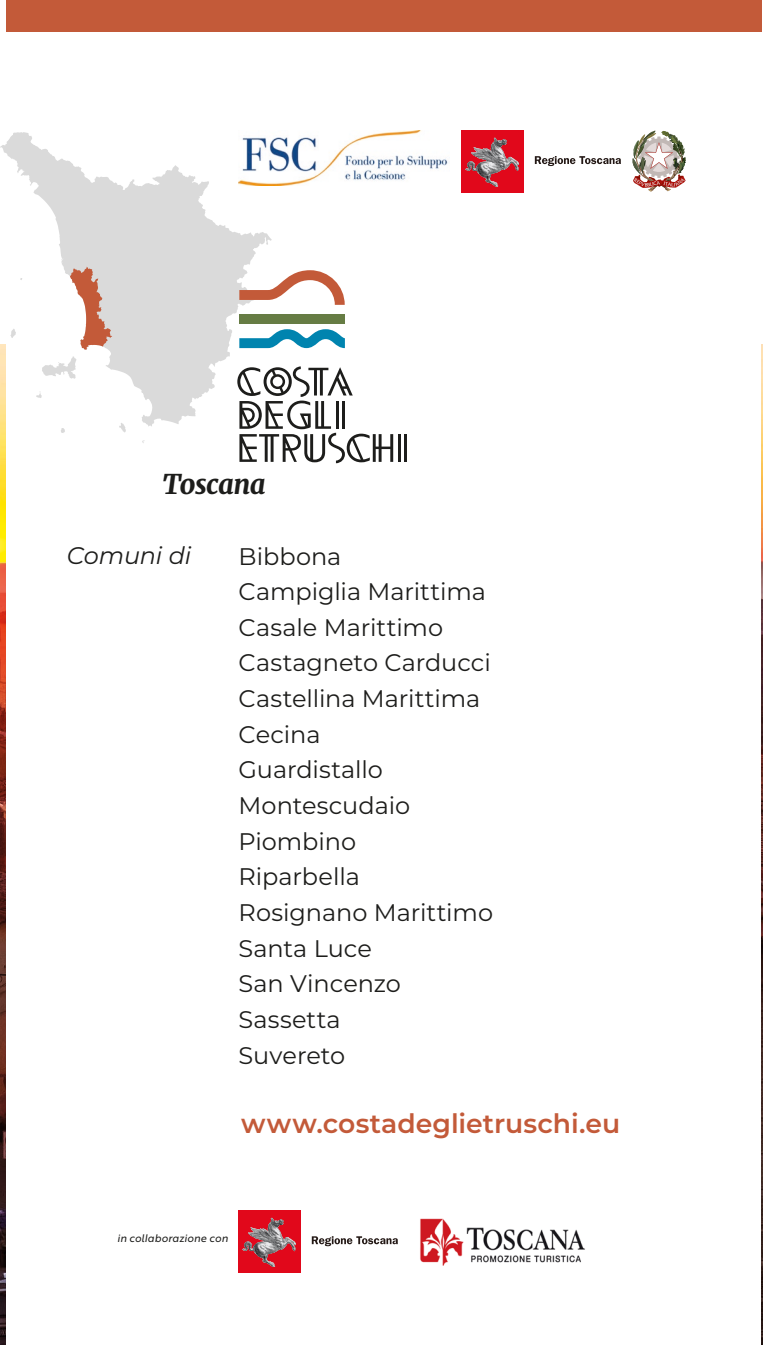 FSC
Fondo per lo Sviluppo
e la Coesione
Regione Toscana
REPVBBLICA ITALIANA
COSTA
DEGLI
ETRUSCHI
Toscana
Comuni di
Bibbona
Campiglia Marittima
Casale Marittimo
Castagneto Carducci
Castellina Marittima
Cecina
Guardistallo
Montescudaio
Piombino
Riparbella
Rosignano Marittimo
Santa Luce
San Vincenzo
Sassetta
Suvereto
www.costadeglietruschi.eu
in collaborazione con
Regione Toscana
TOSCANA
PROMOZIONE TURISTICA